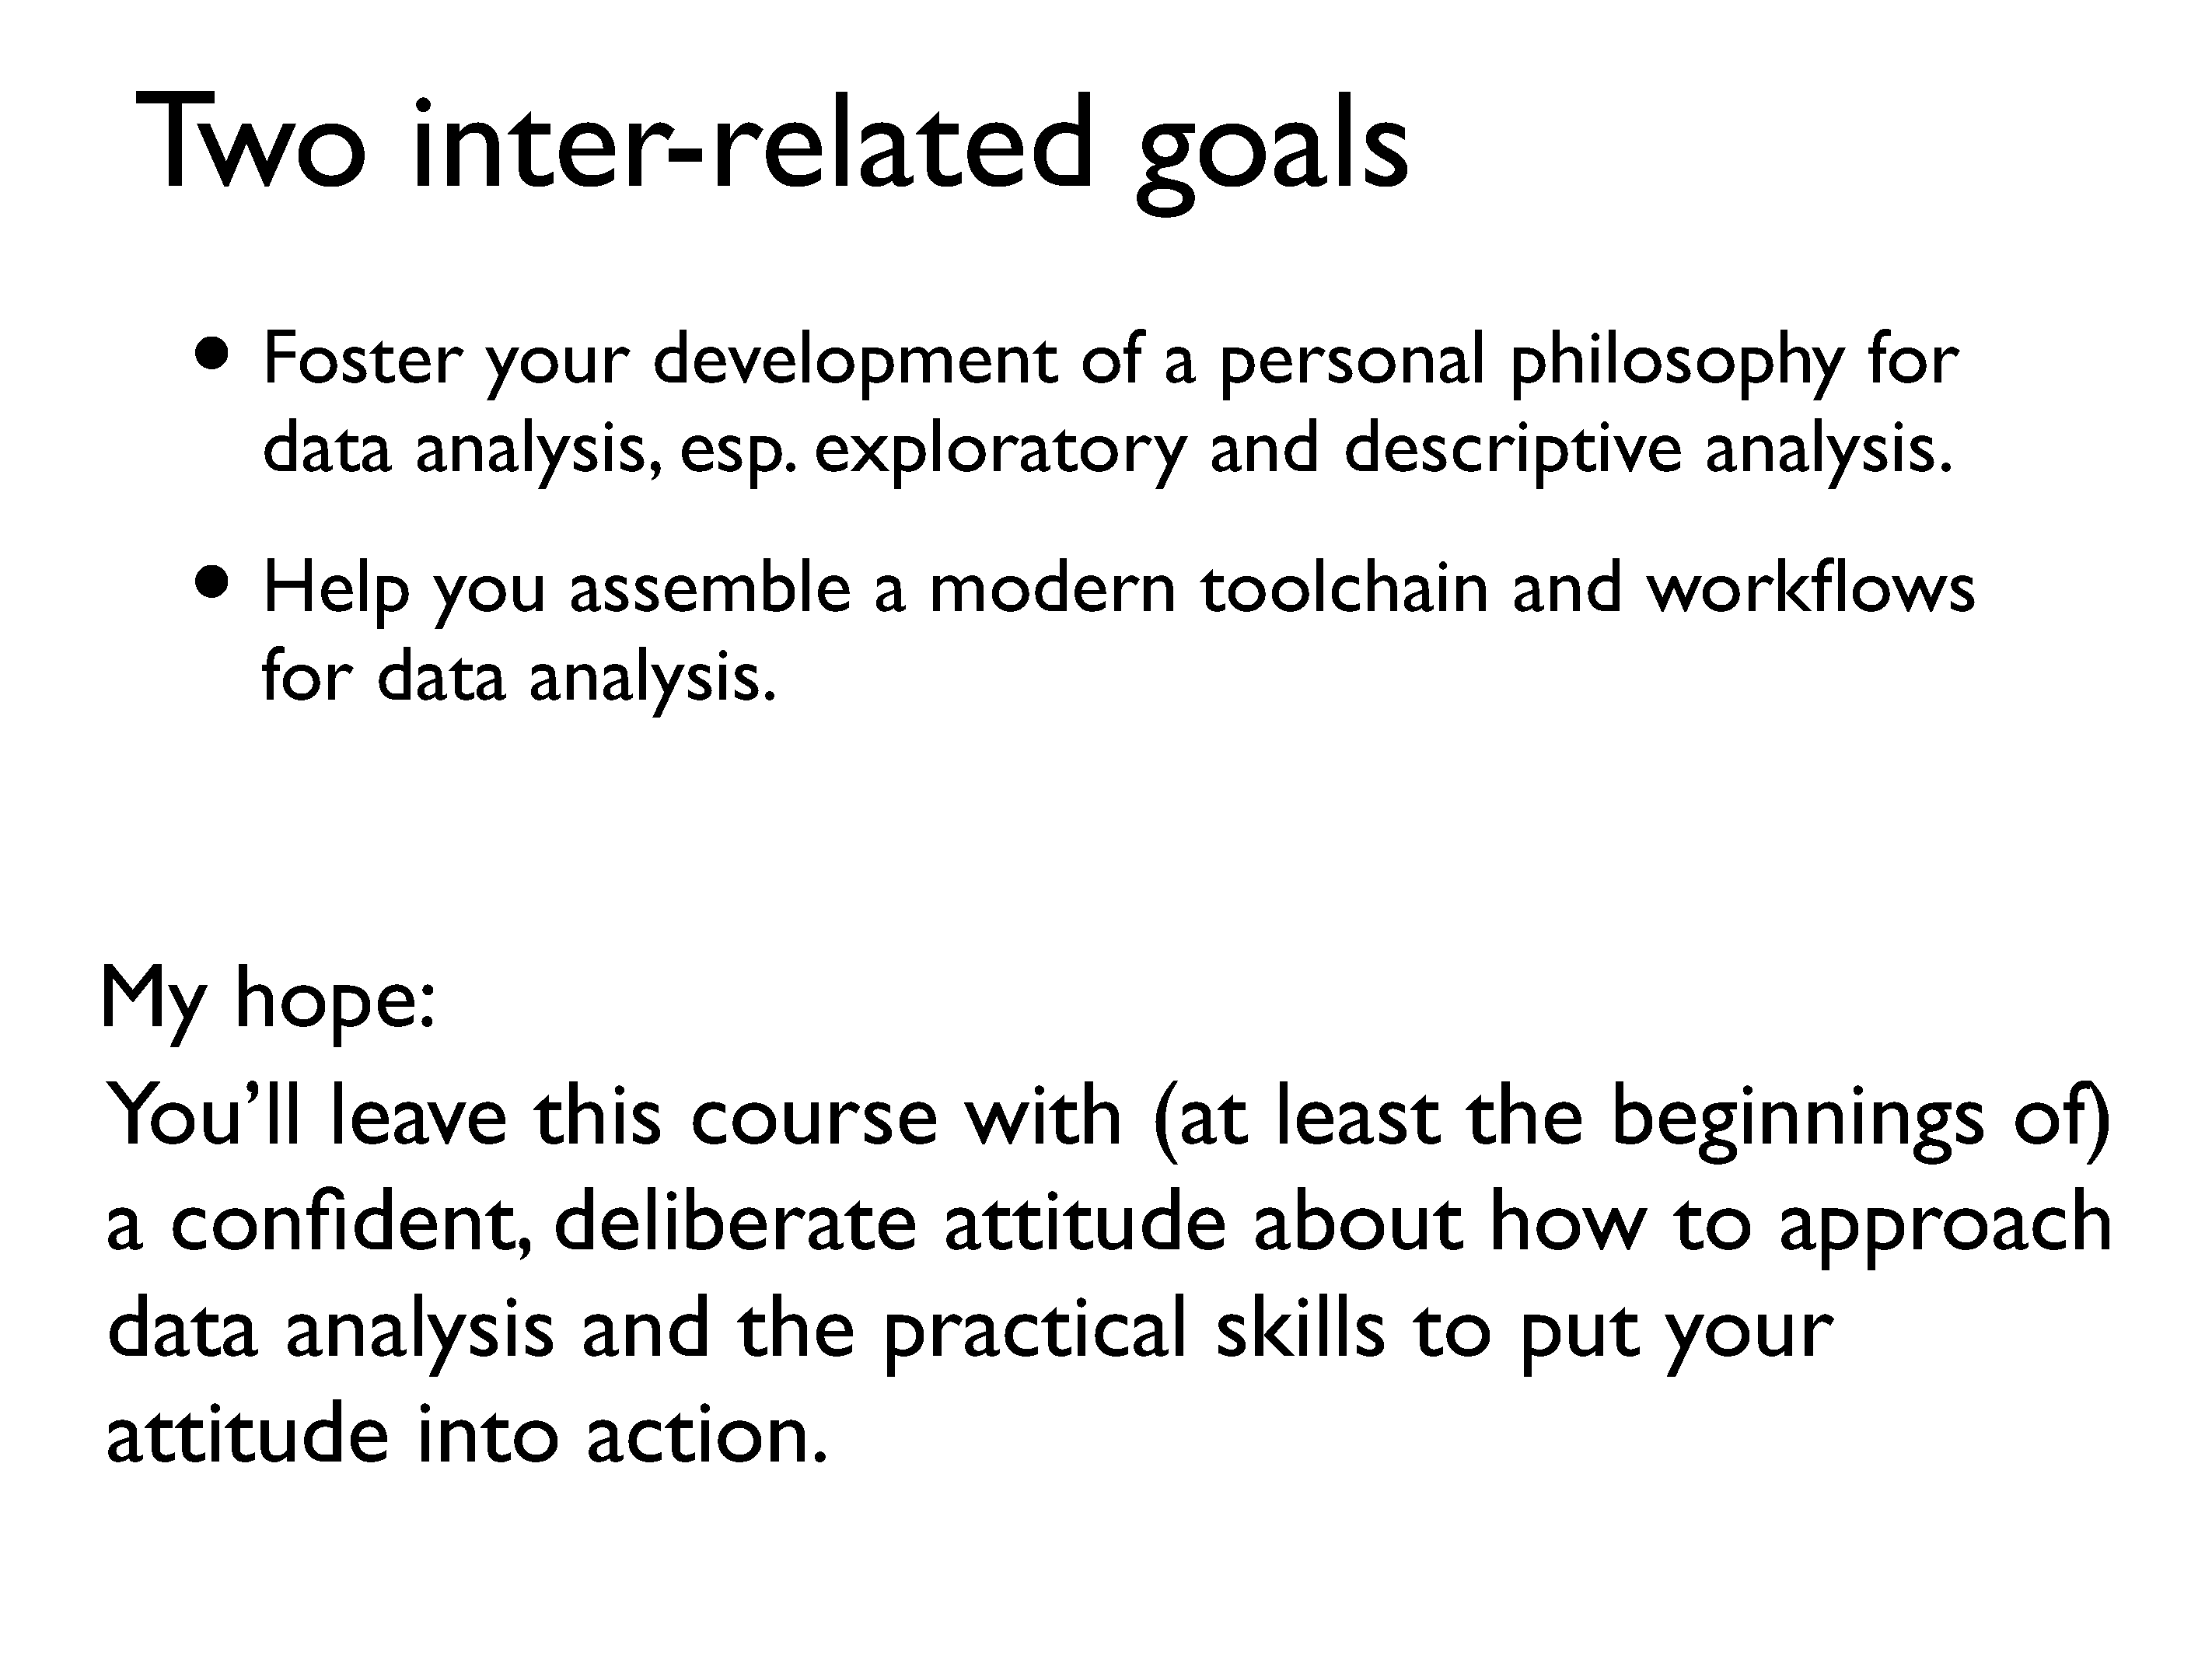 Two inter-related goals
• Foster your development of a personal philosophy for
data analysis, esp. exploratory and descriptive analysis.
• Help you assemble a modern toolchain and workflows
for data analysis.
My hope:
You’ll leave this course with (at least the beginnings of)
a confident, deliberate attitude about how to approach
data analysis and the practical skills to put your
attitude into action.